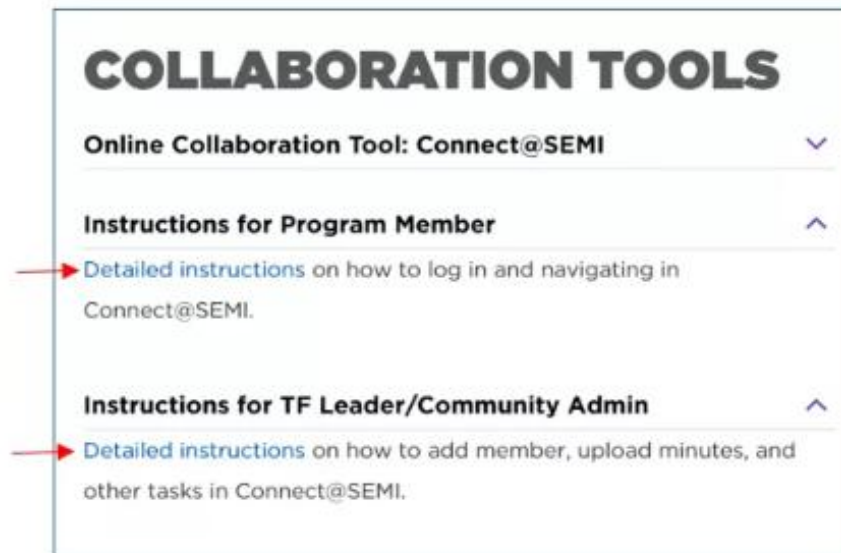 COLLABORATION TOOLS
Online Collaboration Tool: Connect@SEMI
Instructions for Program Member
Detailed instructions on how to log in and navigating in
Connect@SEMI.
Instructions for TF Leader/Community Admin
Detailed instructions on how to add member, upload minutes, and
other tasks in Connect@SEMI.